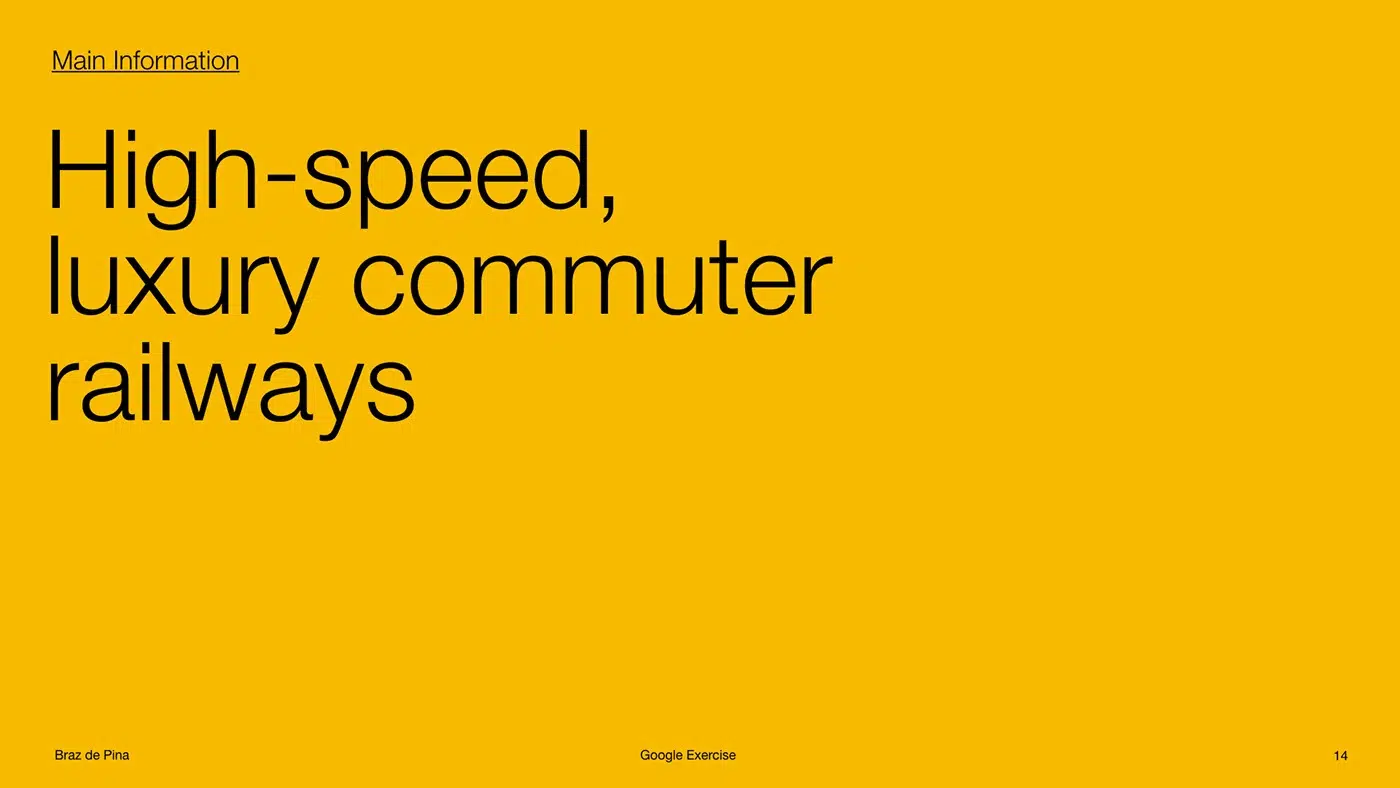 Main Information
High-speed,
luxury commuter
railways
Braz de Pina
Google Exercise
14